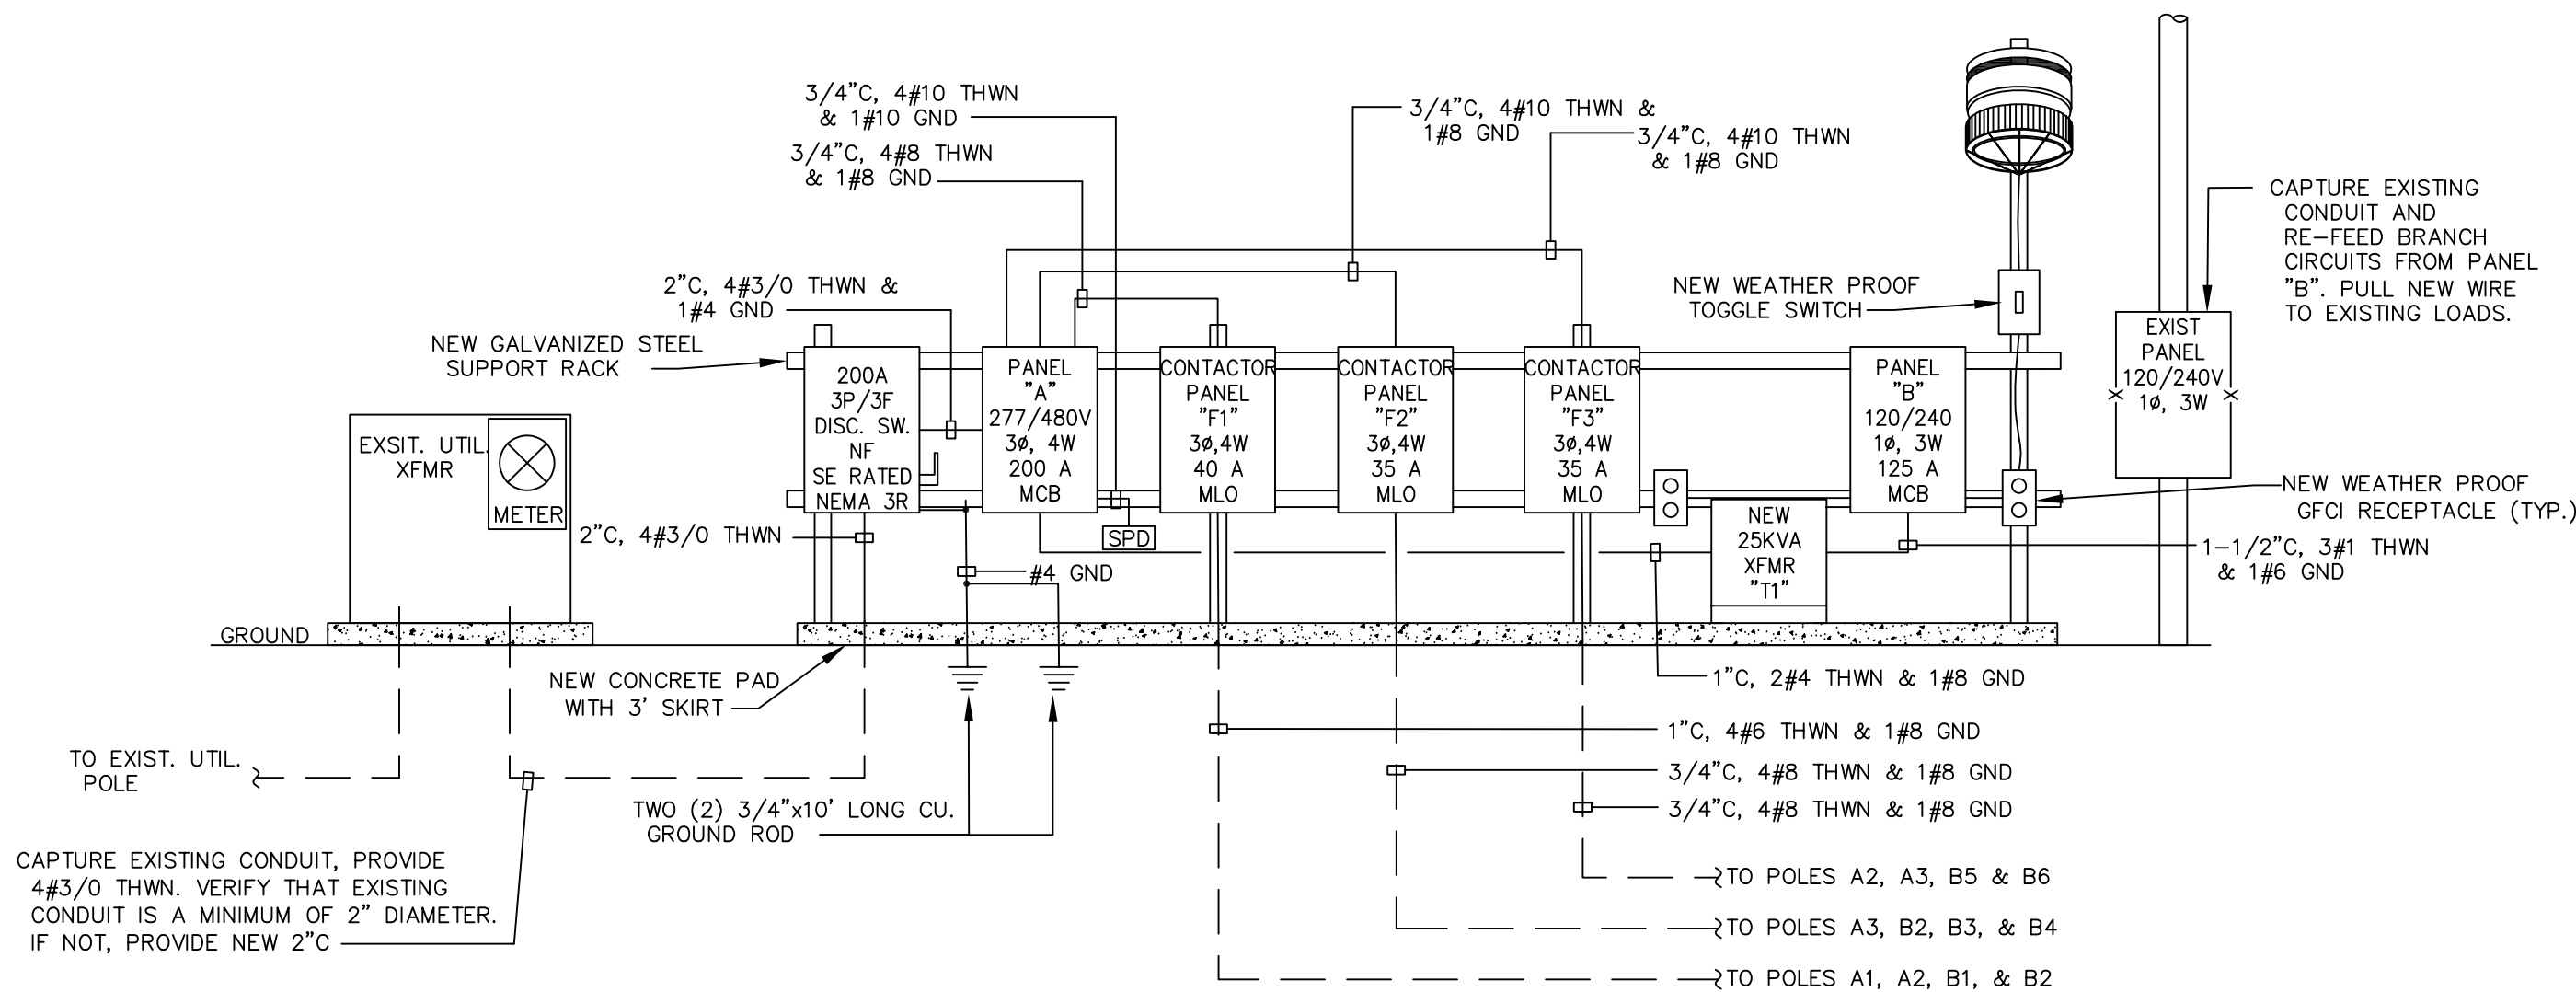 3/4"C, 4#10 THWN
& 1#10 GND
3/4"C, 4#8 THWN
& 1#8 GND
3/4"C, 4#10 THWN &
1#8 GND
3/4"C, 4#10 THWN
& 1#8 GND
2"C, 4#3/0 THWN &
1#4 GND
NEW GALVANIZED STEEL
SUPPORT RACK
NEW WEATHER PROOF
TOGGLE SWITCH
CAPTURE EXISTING
CONDUIT AND
RE-FEED BRANCH
CIRCUITS FROM PANEL
"B". PULL NEW WIRE
TO EXISTING LOADS.
EXSIT. UTIL.
XFMR
METER
200A
3P/3F
DISC. SW.
NF
SE RATED
NEMA 3R
PANEL
"A"
277/480V
3ø, 4W
200 A
MCB
CONTACTOR
PANEL
"F1"
3ø,4W
40 A
MLO
CONTACTOR
PANEL
"F2"
3ø,4W
35 A
MLO
CONTACTOR
PANEL
"F3"
3ø,4W
35 A
MLO
PANEL
"B"
120/240
1ø, 3W
125 A
MCB
EXIST
PANEL
120/240V
1ø, 3W
NEW
25KVA
XFMR
"T1"
SPD
2"C, 4#3/0 THWN
#4 GND
NEW WEATHER PROOF
GFCI RECEPTACLE (TYP.)
1-1/2"C, 3#1 THWN
& 1#6 GND
GROUND
NEW CONCRETE PAD
WITH 3' SKIRT
1"C, 2#4 THWN & 1#8 GND
1"C, 4#6 THWN & 1#8 GND
3/4"C, 4#8 THWN & 1#8 GND
3/4"C, 4#8 THWN & 1#8 GND
TO EXIST. UTIL.
POLE
TWO (2) 3/4"x10' LONG CU.
GROUND ROD
CAPTURE EXISTING CONDUIT, PROVIDE
4#3/0 THWN. VERIFY THAT EXISTING
CONDUIT IS A MINIMUM OF 2" DIAMETER.
IF NOT, PROVIDE NEW 2"C
TO POLES A2, A3, B5 & B6
TO POLES A3, B2, B3, & B4
TO POLES A1, A2, B1, & B2